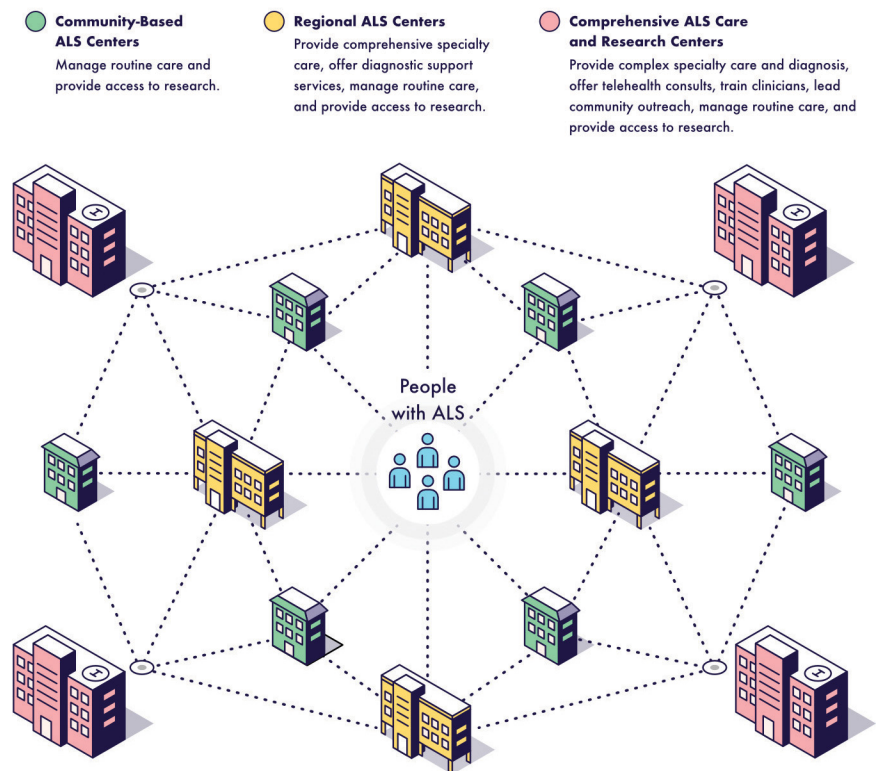 Community-Based
ALS Centers
Manage routine care and
provide access to research.
Regional ALS Centers
Provide comprehensive specialty
care, offer diagnostic support
services, manage routine care,
and provide access to research.
Comprehensive ALS Care
and Research Centers
Provide complex specialty care and diagnosis,
offer telehealth consults, train clinicians, lead
community outreach, manage routine care, and
provide access to research.
H
H
People
with ALS
H
H